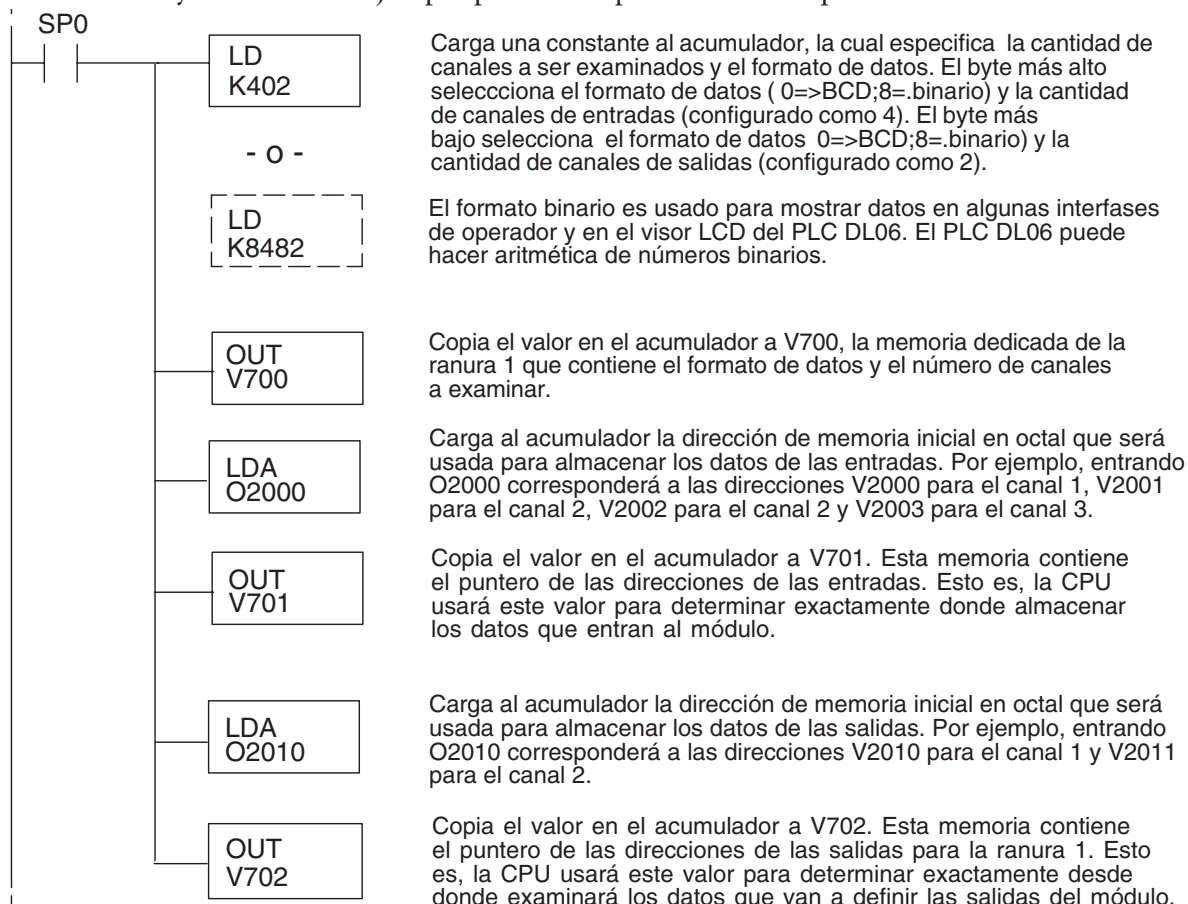 SP0
LD
K402
Carga una constante al acumulador, la cual especifica la cantidad de
canales a ser examinados y el formato de datos. El byte más alto
seleccciona el formato de datos ( 0=>BCD;8=.binario) y la cantidad
de canales de entradas (configurado como 4). El byte más
bajo selecciona el formato de datos 0=>BCD;8=.binario) y la
cantidad de canales de salidas (configurado como 2).
- o -
LD
K8482
El formato binario es usado para mostrar datos en algunas interfases
de operador y en el visor LCD del PLC DL06. El PLC DL06 puede
hacer aritmética de números binarios.
OUT
V700
Copia el valor en el acumulador a V700, la memoria dedicada de la
ranura 1 que contiene el formato de datos y el número de canales
a examinar.
LDA
O2000
Carga al acumulador la dirección de memoria inicial en octal que será
usada para almacenar los datos de las entradas. Por ejemplo, entrando
O2000 corresponderá a las direcciones V2000 para el canal 1, V2001
para el canal 2, V2002 para el canal 2 y V2003 para el canal 3.
OUT
V701
Copia el valor en el acumulador a V701. Esta memoria contiene
el puntero de las direcciones de las entradas. Esto es, la CPU
usará este valor para determinar exactamente donde almacenar
los datos que entran al módulo.
LDA
O2010
Carga al acumulador la dirección de memoria inicial en octal que será
usada para almacenar los datos de las salidas. Por ejemplo, entrando
O2010 corresponderá a las direcciones V2010 para el canal 1 y V2011
para el canal 2.
OUT
V702
Copia el valor en el acumulador a V702. Esta memoria contiene
el puntero de las direcciones de las salidas para la ranura 1. Esto
es, la CPU usará este valor para determinar exactamente desde
donde examinará los datos que van a definir las salidas del módulo.